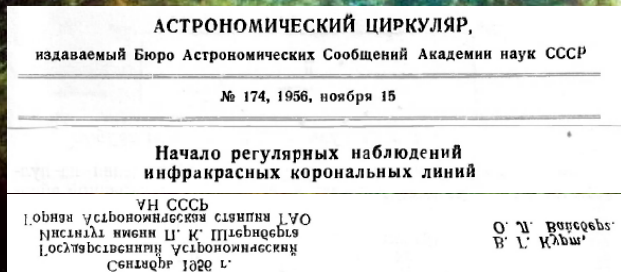 АСТРОНОМИЧЕСКИЙ ЦИРКУЛЯР,
издаваемый Бюро Астрономических Сообщений Академии наук СССР
№ 174, 1956, ноября 15
Начало регулярных наблюдений
инфракрасных корональных линий
Сентябрь 1956 г.
Государственный Астрономический
Институт имени П. К. Штернберга
Горная Астрономическая станция ГАО
АН СССР
В. Г. Курт,
О. Л. Вайсберг.